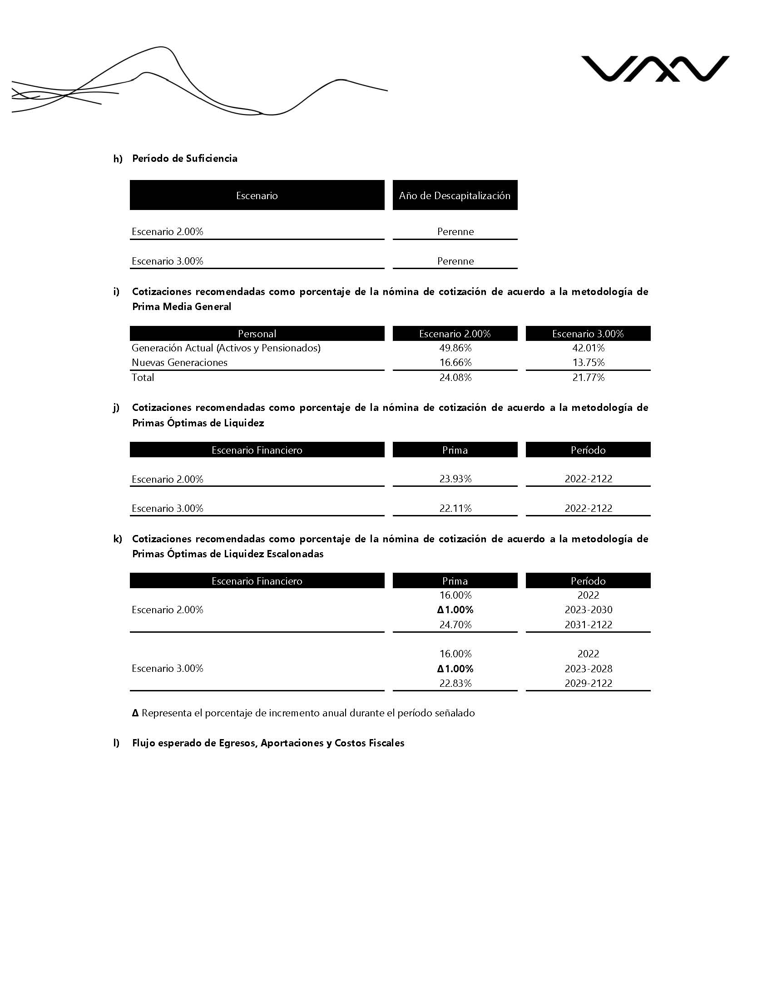 h) Período de Suficiencia
Escenario Año de Descapitalización
Escenario 2.00% Perenne
Escenario 3.00% Perenne
i) Cotizaciones recomendadas como porcentaje de la nómina de cotización de acuerdo a la metodología de
Prima Media General
Personal Escenario 2.00% Escenario 3.00%
Generación Actual (Activos y Pensionados) 49.86% 42.01%
Nuevas Generaciones 16.66% 13.75%
Total 24.08% 21.77%
j) Cotizaciones recomendadas como porcentaje de la nómina de cotización de acuerdo a la metodología de
Primas Óptimas de Liquidez
Escenario Financiero Prima Período
Escenario 2.00% 23.93% 2022-2122
Escenario 3.00% 22.11% 2022-2122
k) Cotizaciones recomendadas como porcentaje de la nómina de cotización de acuerdo a la metodología de
Primas Óptimas de Liquidez Escalonadas
Escenario Financiero Prima Período
16.00% 2022
Escenario 2.00% Δ1.00% 2023-2030
24.70% 2031-2122
16.00% 2022
Escenario 3.00% Δ1.00% 2023-2028
22.83% 2029-2122
Δ Representa el porcentaje de incremento anual durante el período señalado
l) Flujo esperado de Egresos, Aportaciones y Costos Fiscales